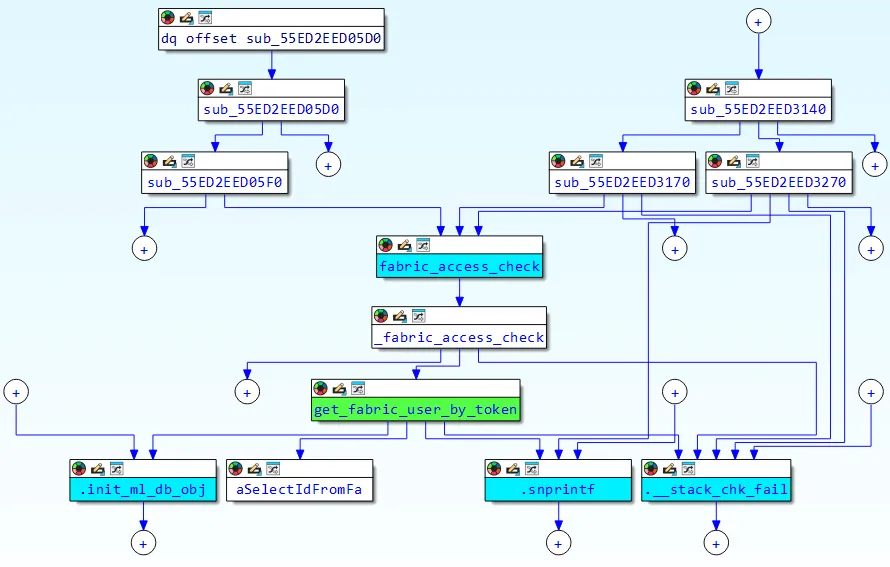 dq offset sub_55ED2EED05D0
sub_55ED2EED05D0
sub_55ED2EED3140
sub_55ED2EED05F0
sub_55ED2EED3170
sub_55ED2EED3270
fabric_access_check
_fabric_access_check
get_fabric_user_by_token
.init_ml_db_obj
aSelectIdFromFa
.snprintf
.__stack_chk_fail